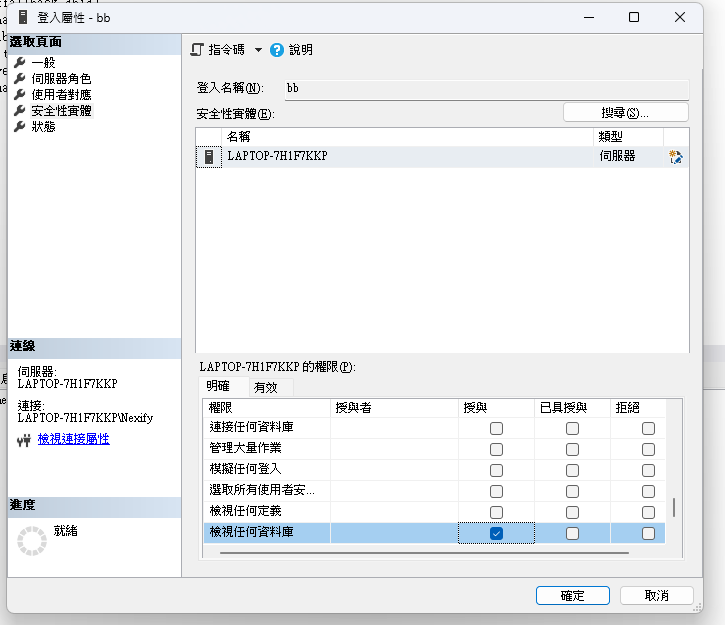 登入屬性 - bb
選取頁面
一般
伺服器角色
使用者對應
安全性實體
狀態
連線
伺服器:
LAPTOP-7H1F7KKP
連接:
LAPTOP-7H1F7KKP\Nexify
檢視連接屬性
進度
就緒
指令碼
說明
登入名稱(N):
bb
安全性實體(E):
搜尋(S)...
名稱 類型
LAPTOP-7H1F7KKP 伺服器
LAPTOP-7H1F7KKP 的權限(P):
明確 有效
權限 授與者 授與 已具授與 拒絕
連接任何資料庫
管理大量作業
模擬任何登入
選取所有使用者安...
檢視任何定義
檢視任何資料庫
確定 取消